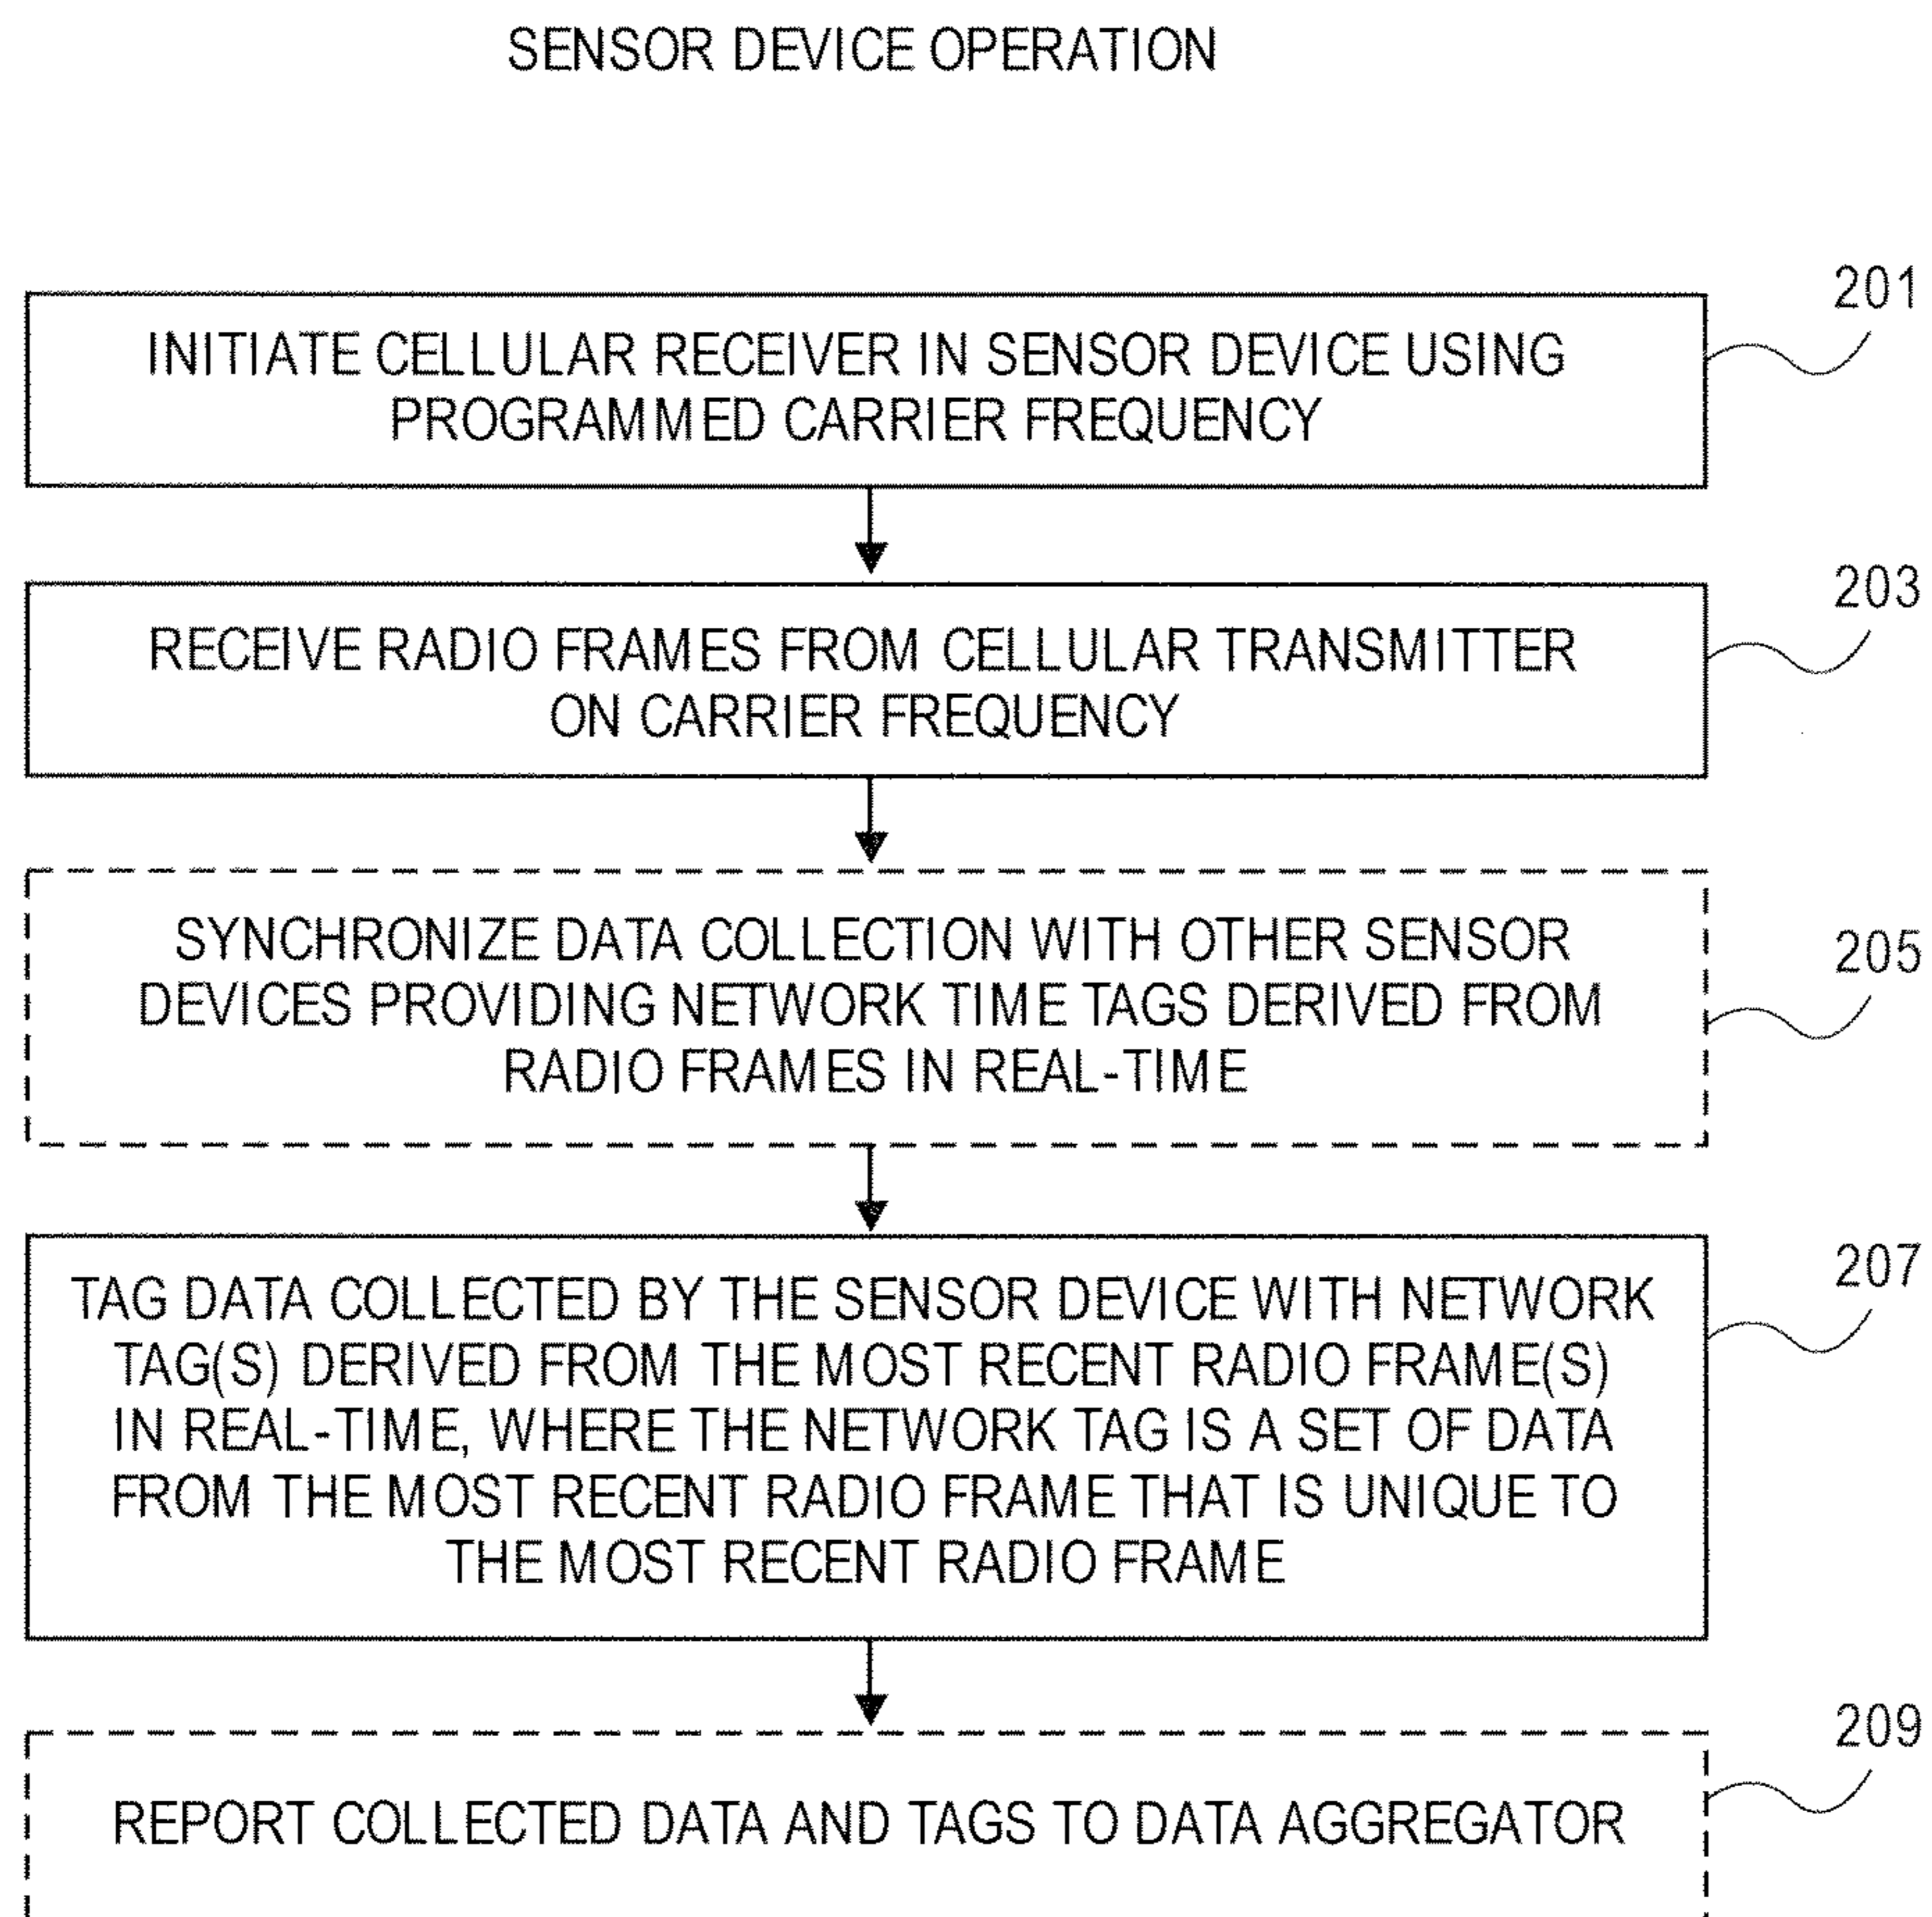 SENSOR DEVICE OPERATION
201
INITIATE CELLULAR RECEIVER IN SENSOR DEVICE USING
PROGRAMMED CARRIER FREQUENCY
203
RECEIVE RADIO FRAMES FROM CELLULAR TRANSMITTER
ON CARRIER FREQUENCY
205
SYNCHRONIZE DATA COLLECTION WITH OTHER SENSOR
DEVICES PROVIDING NETWORK TIME TAGS DERIVED FROM
RADIO FRAMES IN REAL-TIME
207
TAG DATA COLLECTED BY THE SENSOR DEVICE WITH NETWORK
TAG(S) DERIVED FROM THE MOST RECENT RADIO FRAME(S)
IN REAL-TIME, WHERE THE NETWORK TAG IS A SET OF DATA
FROM THE MOST RECENT RADIO FRAME THAT IS UNIQUE TO
THE MOST RECENT RADIO FRAME
209
REPORT COLLECTED DATA AND TAGS TO DATA AGGREGATOR